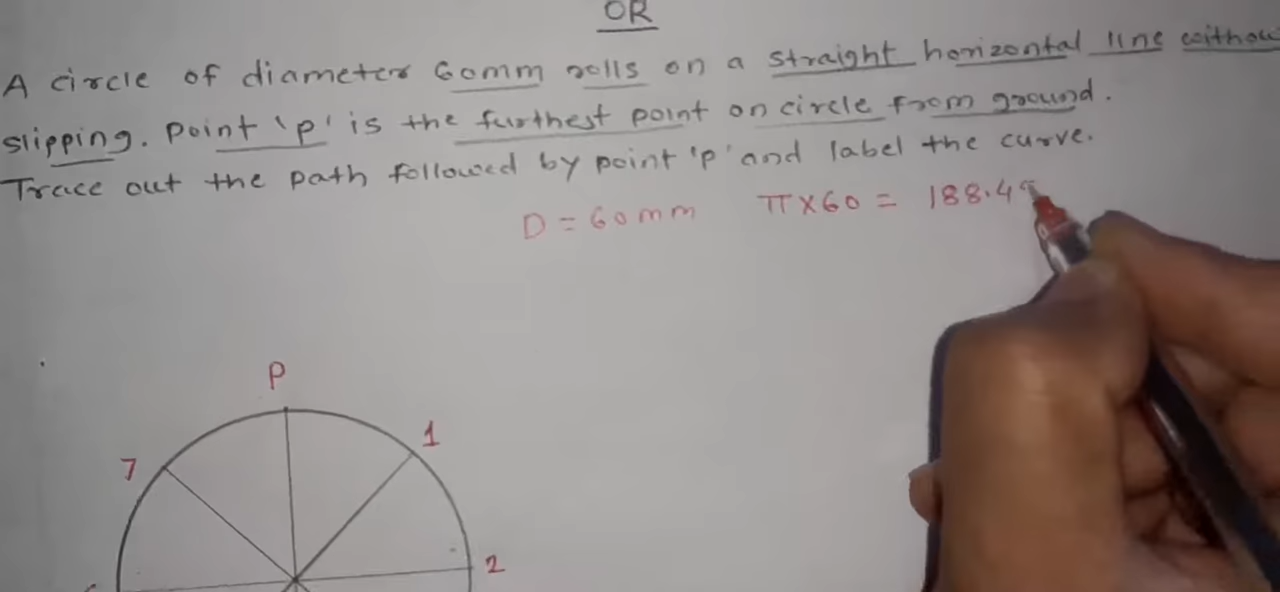 OR
A circle of diameter 60mm rolls on a straight horizontal line
slipping. Point 'p' is the furthest point on circle from ground.
Trace out the path followed by point 'p' and label the curve.
D = 60mm π×60 = 188.4
P
1
7
2